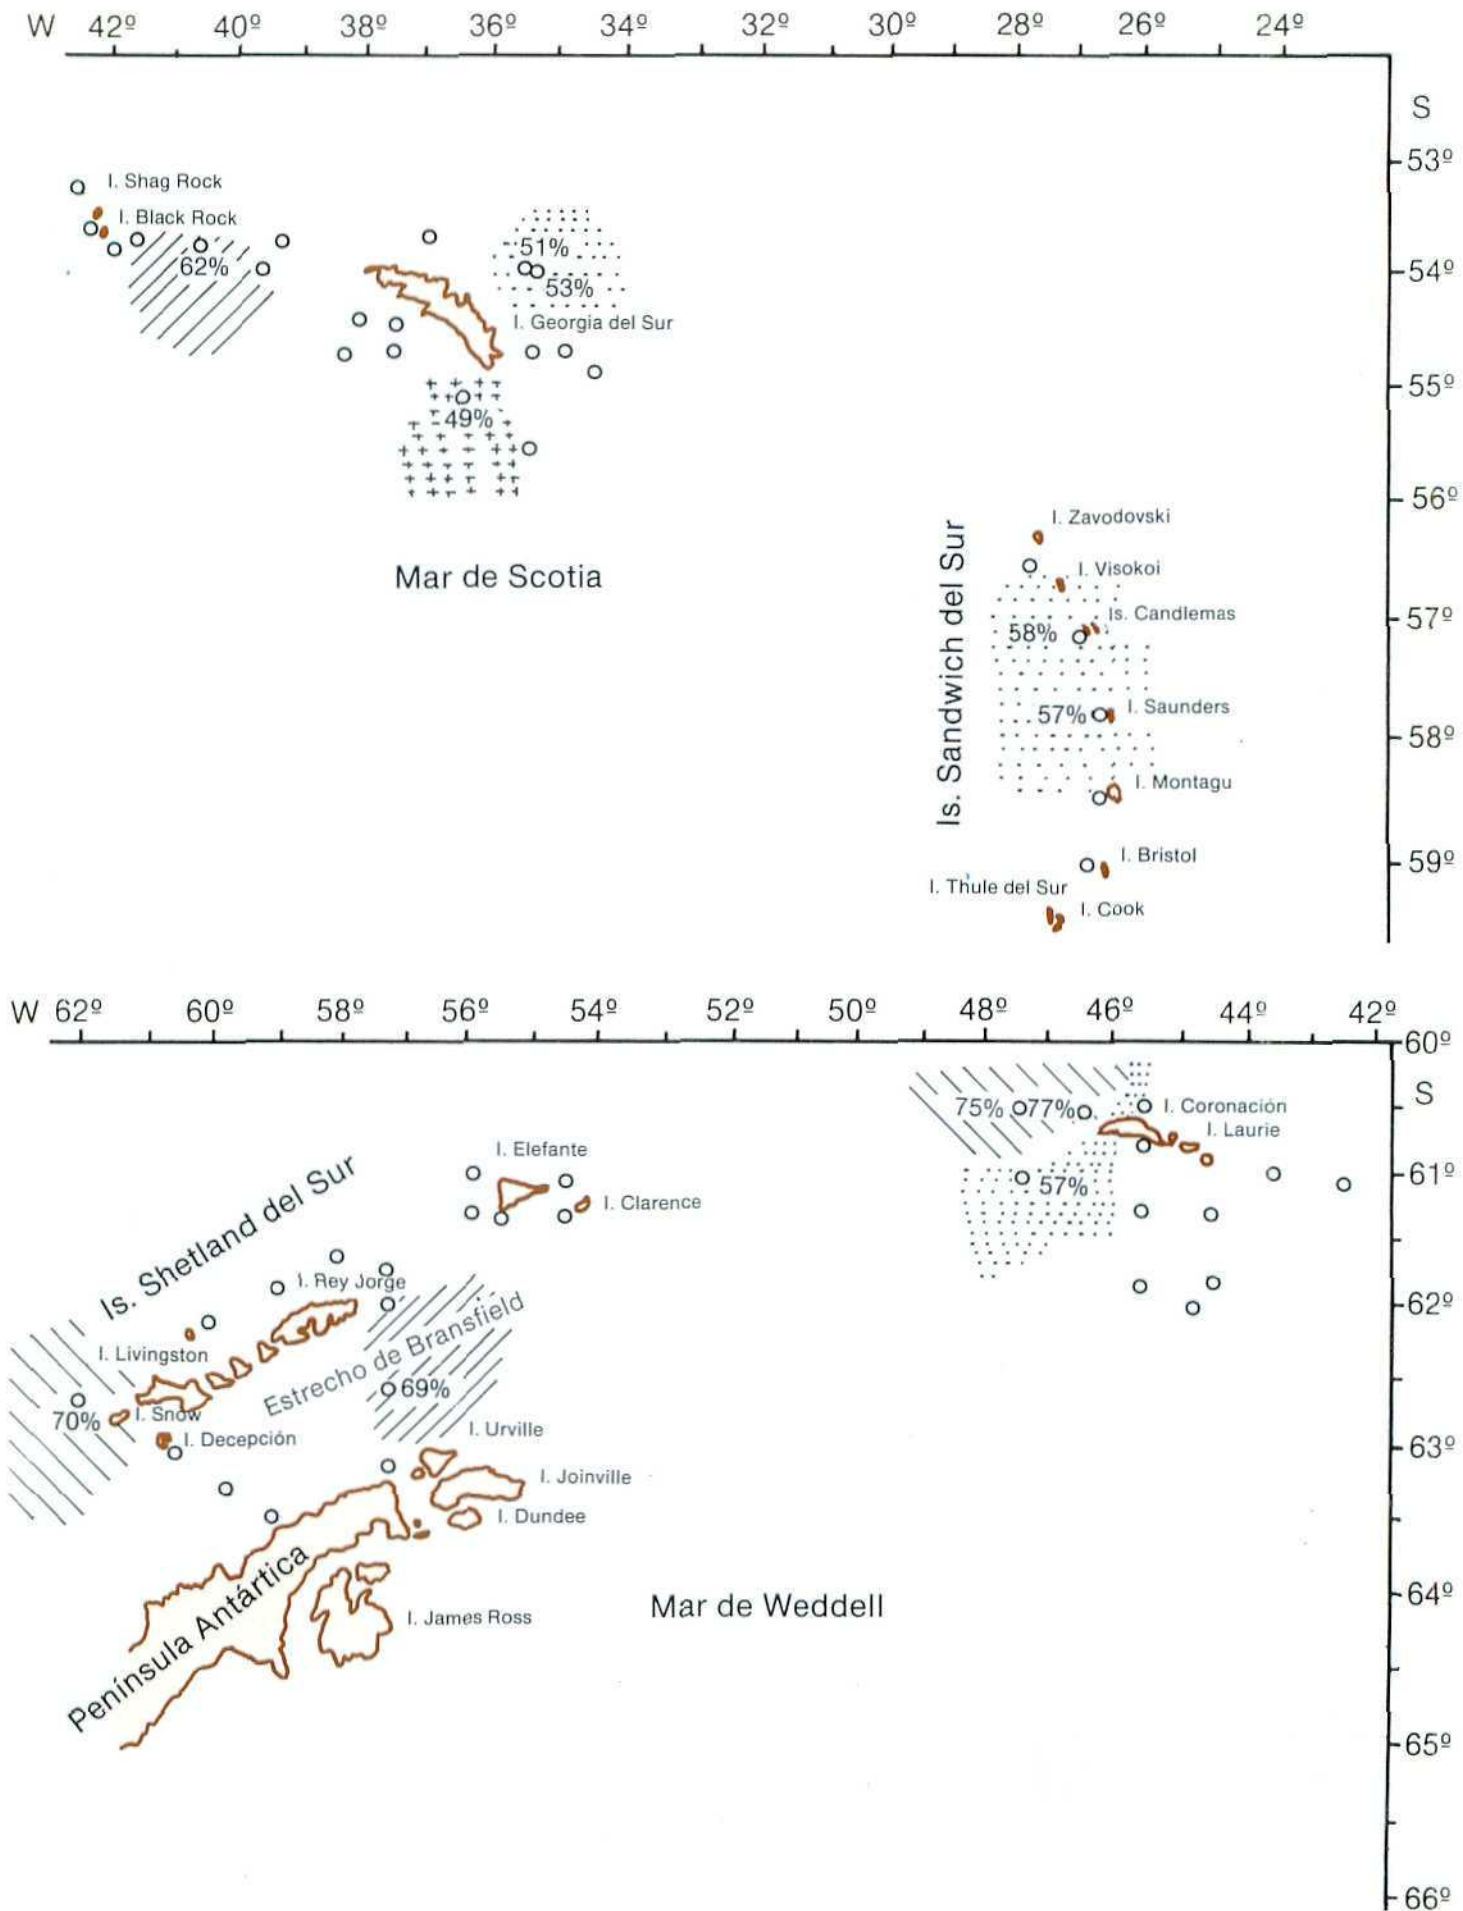 W 42º 40º 38º 36º 34º 32º 30º 28º 26º 24º
S
53º
I. Shag Rock
I. Black Rock
51%
62%
54º
53%
I. Georgia del Sur
55º
49%
56º
I. Zavodovski
Mar de Scotia
I. Visokoi
Is. Sandwich del Sur
Is. Candlemas
57º
58%
57%
I. Saunders
58º
I. Montagu
I. Bristol
59º
I. Thule del Sur
I. Cook
W 62º 60º 58º 56º 54º 52º 50º 48º 46º 44º 42º
60º
S
75% 77%
I. Coronación
I. Laurie
I. Elefante
61º
57%
I. Clarence
Is. Shetland del Sur
I. Rey Jorge
62º
I. Livingston
Estrecho de Bransfield
69%
70%
I. Snow
I. Decepción
I. Urville
63º
I. Joinville
I. Dundee
Península Antártica
64º
Mar de Weddell
I. James Ross
65º
66º